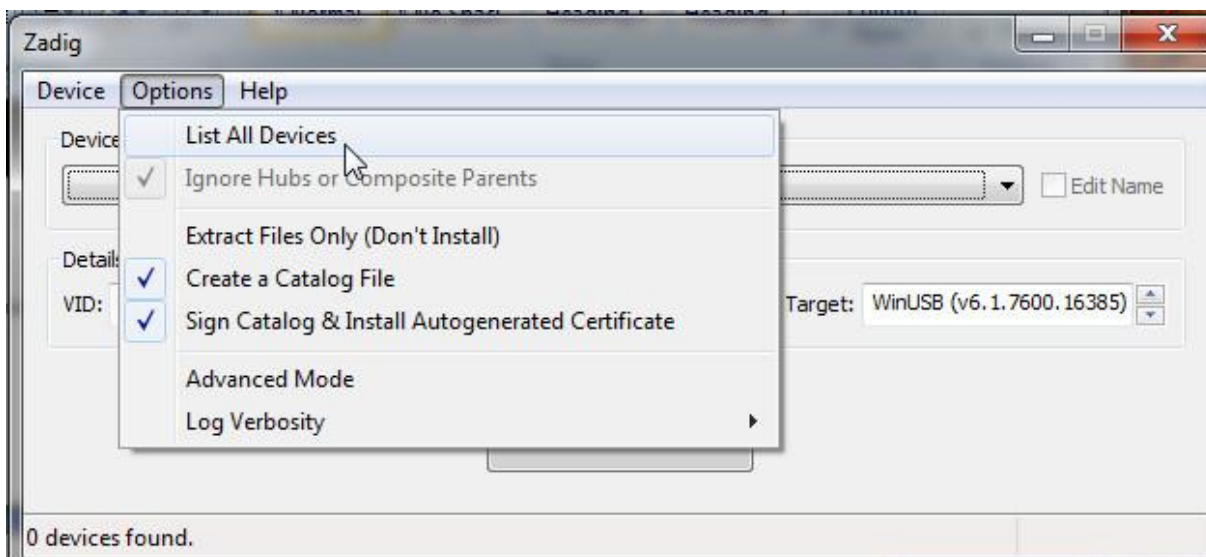 Zadig
Device Options Help
List All Devices
Ignore Hubs or Composite Parents
Extract Files Only (Don't Install)
Create a Catalog File
Sign Catalog & Install Autogenerated Certificate
Advanced Mode
Log Verbosity
Device
Edit Name
Details
VID:
Target: WinUSB (v6.1.7600.16385)
0 devices found.